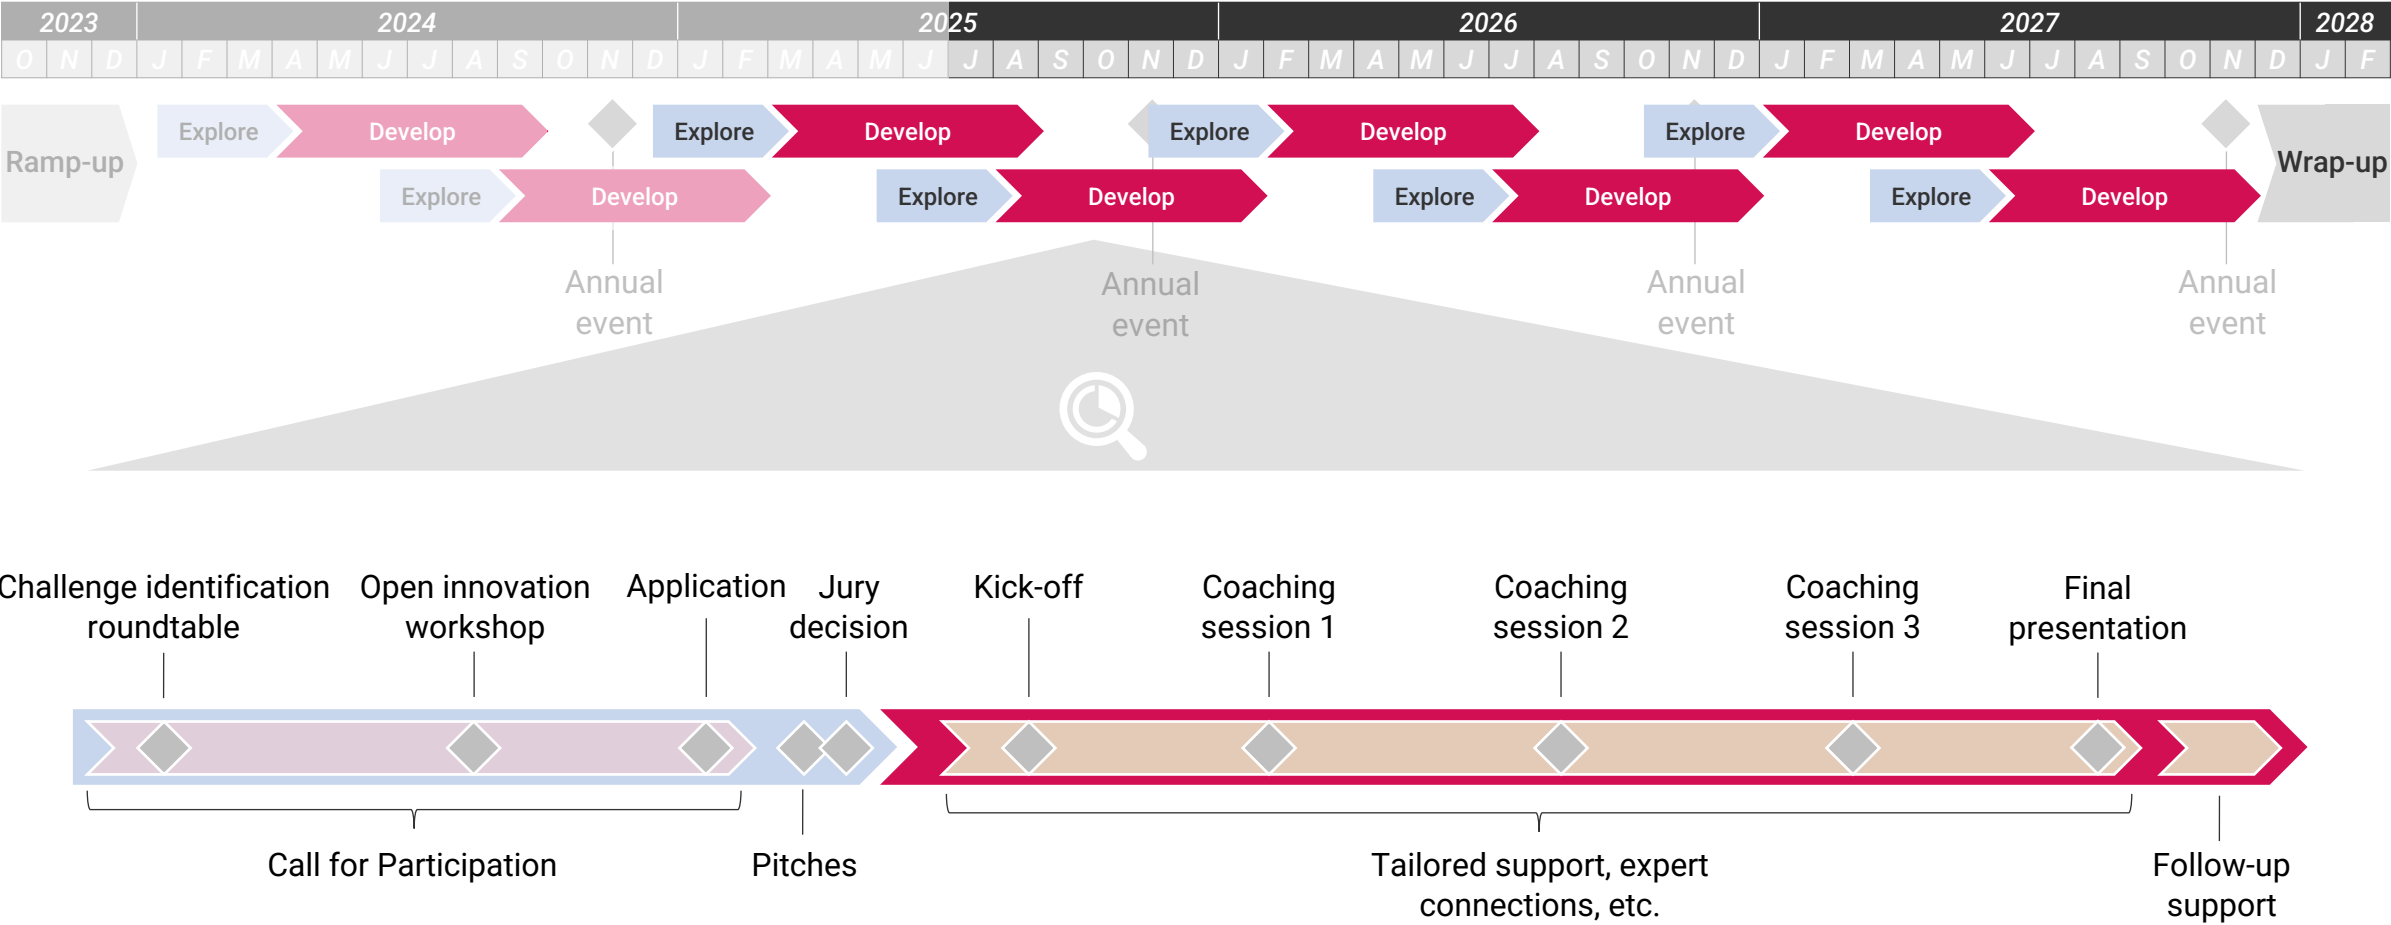 2023 2024 2025 2026 2027 2028
O N D J F M A M J J A S O N D J F M A M J J A S O N D J F M A M J J A S O N D J F M A M J J A S O N D J F
Explore Develop Explore Develop Explore Develop Explore Develop
Ramp-up Wrap-up
Explore Develop Explore Develop Explore Develop Explore Develop
Annual event
Annual event
Annual event
Annual event
Challenge identification
roundtable
Open innovation
workshop
Application
Jury
decision
Kick-off
Coaching
session 1
Coaching
session 2
Coaching
session 3
Final
presentation
Call for Participation
Pitches
Tailored support, expert
connections, etc.
Follow-up
support